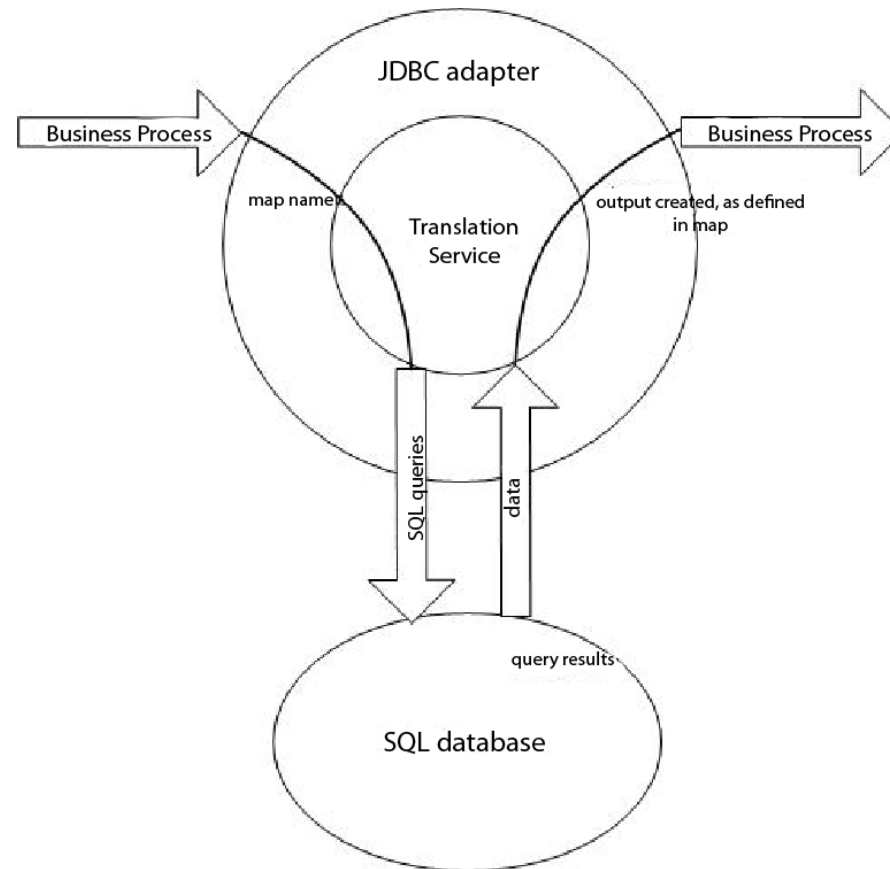 JDBC adapter
Business Process
Business Process
map name
output created, as defined
in map
Translation
Service
SQL queries
data
query results
SQL database